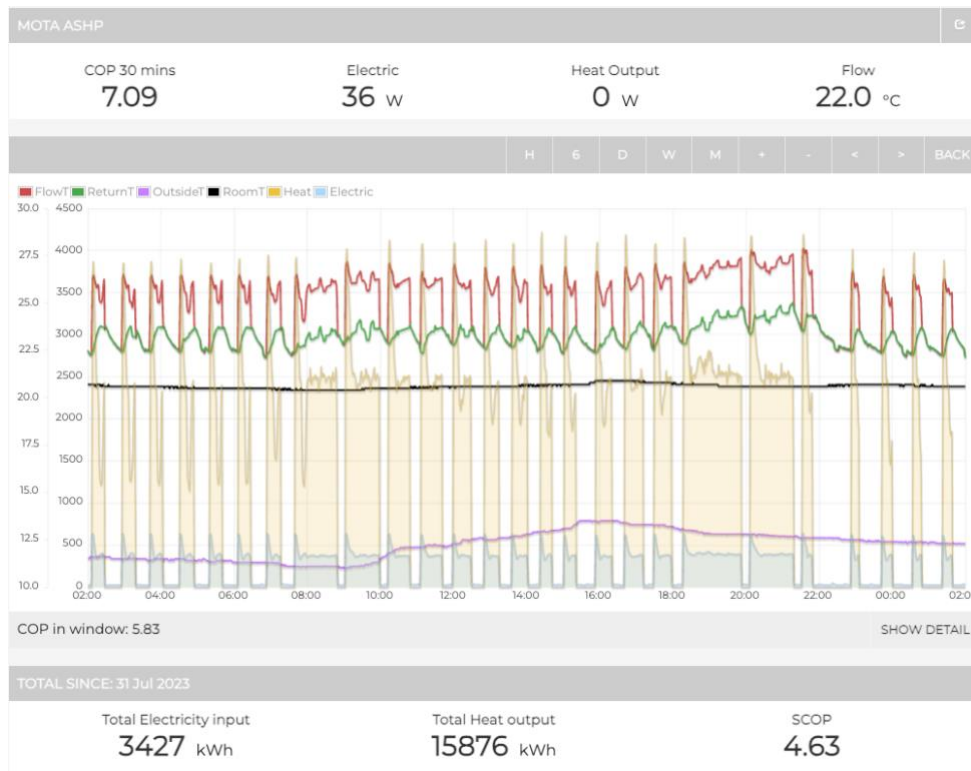 MOTA ASHP
COP 30 mins Electric Heat Output Flow
7.09 36 W 0 W 22.0 °C
H 6 D W M + - < > BACK
FlowT ReturnT OutsideT RoomT Heat Electric
30.0 4500
4000
27.5
3500
25.0
3000
22.5
2500
20.0
2000
17.5
1500
15.0
1000
12.5
500
10.0 0
02:00 04:00 06:00 08:00 10:00 12:00 14:00 16:00 18:00 20:00 22:00 00:00 02:0
COP in window: 5.83 SHOW DETAIL
TOTAL SINCE: 31 Jul 2023
Total Electricity input Total Heat output SCOP
3427 kWh 15876 kWh 4.63